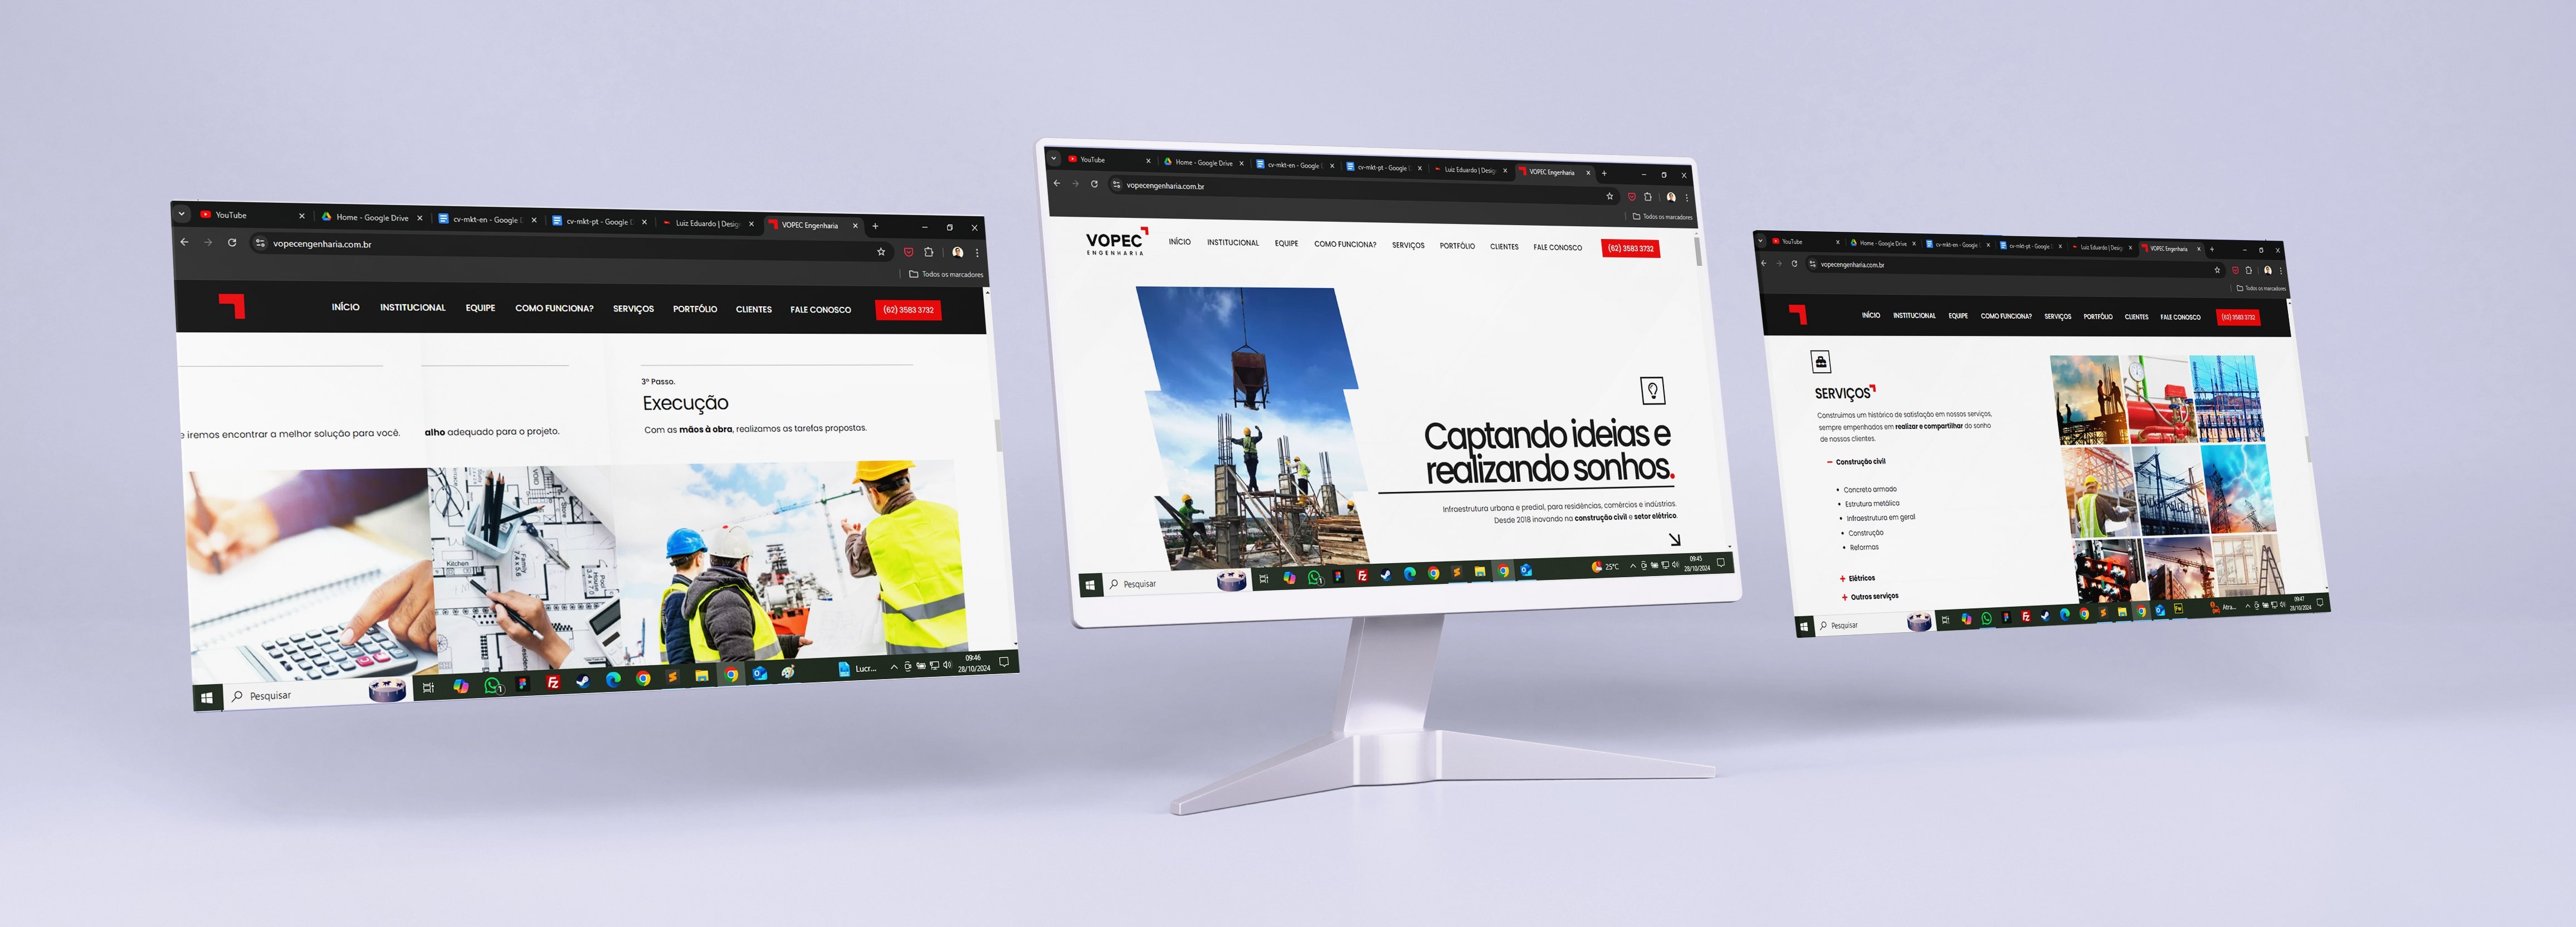 YouTube
Home - Google Drive
cv-mkt-en - Google
cv-mkt-pt - Google
Luiz Eduardo | Desig
VOPEC Engenharia
vopecengenharia.com.br
Todos os marcadores
INÍCIO
INSTITUCIONAL
EQUIPE
COMO FUNCIONA?
SERVIÇOS
PORTFÓLIO
CLIENTES
FALE CONOSCO
(62) 3583 3732
3º Passo.
Execução
e iremos encontrar a melhor solução para você.
alho adequado para o projeto.
Com as mãos à obra, realizamos as tarefas propostas.
Kitchen
Family
Pesquisar
Lucr...
09:46
28/10/2024
YouTube
Home - Google Drive
cv-mkt-en - Google
cv-mkt-pt - Google
Luiz Eduardo | Desig
VOPEC Engenharia
vopecengenharia.com.br
Todos os marcadores
VOPEC
ENGENHARIA
INÍCIO
INSTITUCIONAL
EQUIPE
COMO FUNCIONA?
SERVIÇOS
PORTFÓLIO
CLIENTES
FALE CONOSCO
(62) 3583 3732
Captando ideias e
realizando sonhos.
Infraestrutura urbana e predial, para residências, comércios e indústrias.
Desde 2018 inovando na construção civil e setor elétrico.
Pesquisar
25°C
09:45
28/10/2024
YouTube
Home - Google Drive
cv-mkt-en - Google
cv-mkt-pt - Google
Luiz Eduardo | Desig
VOPEC Engenharia
vopecengenharia.com.br
Todos os marcadores
INÍCIO
INSTITUCIONAL
EQUIPE
COMO FUNCIONA?
SERVIÇOS
PORTFÓLIO
CLIENTES
FALE CONOSCO
(62) 3583 3732
SERVIÇOS
Construimos um histórico de satisfação em nossos serviços,
sempre empenhados em realizar e compartilhar do sonho
de nossos clientes.
Construção civil
Concreto armado
Estrutura metálica
Infraestrutura em geral
Construção
Reformas
Elétricos
Outros serviços
Pesquisar
Atra...
09:47
28/10/2024